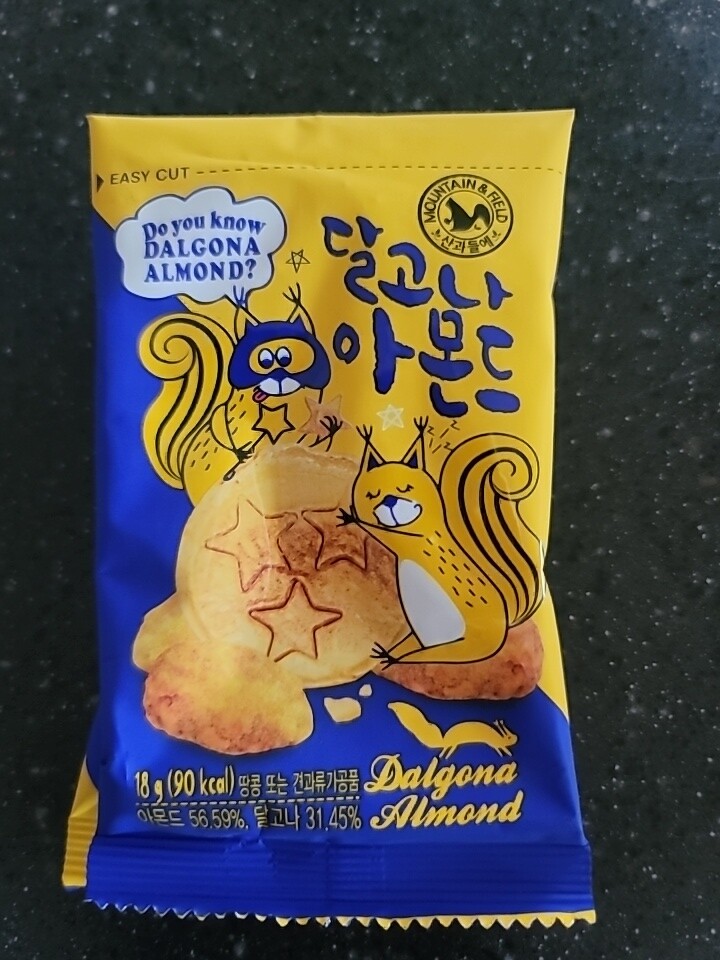 EASY CUT
Do you know
DALGONA
ALMOND?
MOUNTAIN & FIELD
산과들에
달고나
아몬드
z z z
18 g (90 kcal) 땅콩 또는 견과류가공품
아몬드 56.59%, 달고나 31.45%
Dalgona
Almond